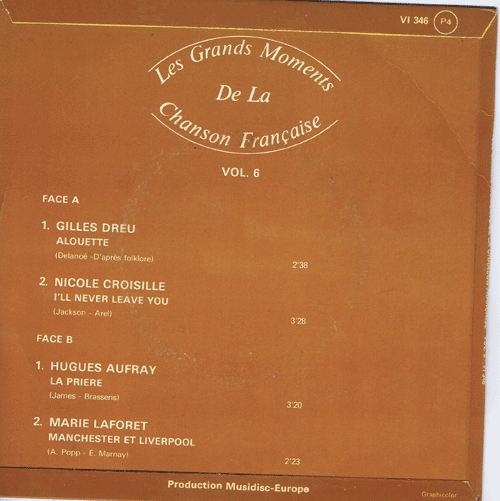 VI 346 P4
Les Grands Moments
De La
Chanson Française
VOL. 6
FACE A
1. GILLES DREU
ALOUETTE
(Delancé -D'après folklore)
2'38
2. NICOLE CROISILLE
I'LL NEVER LEAVE YOU
(Jackson - Arel)
3'28
FACE B
1. HUGUES AUFRAY
LA PRIERE
(James - Brassens)
3'20
2. MARIE LAFORET
MANCHESTER ET LIVERPOOL
(A. Popp - E. Marnay)
2'23
Production Musidisc-Europe
Graphicolor